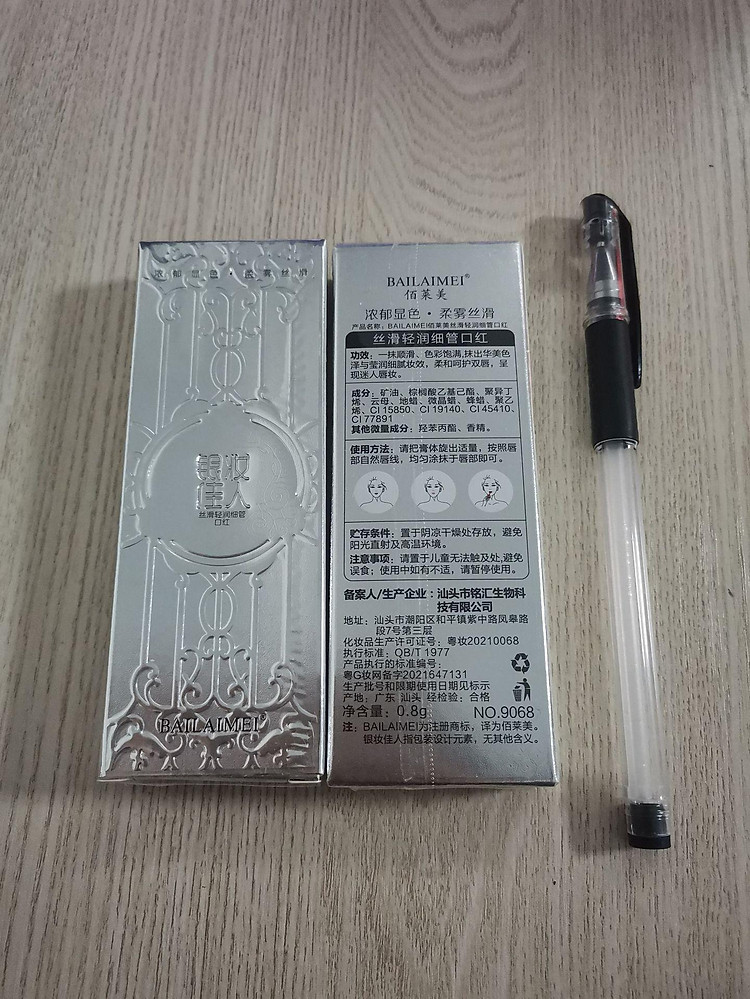 浓郁显色·柔雾丝滑
银妆
佳人
丝滑轻润细管
口红
BAILAIMEI®
BAILAIMEI®
佰莱美
浓郁显色·柔雾丝滑
产品名称：BAILAIMEI佰莱美丝滑轻润细管口红
丝滑轻润细管口红
功效：一抹顺滑、色彩饱满,抹出华美色
泽与莹润细腻妆效，柔和呵护双唇，呈
现迷人唇妆。
成分：矿油、棕榈酸乙基己酯、聚异丁
烯、云母、地蜡、微晶蜡、蜂蜡、聚乙
烯、CI 15850、CI 19140、CI 45410、
CI 77891
其他微量成分：羟苯丙酯、香精。
使用方法：请把膏体旋出适量，按照唇
部自然唇线，均匀涂抹于唇部即可。
贮存条件：置于阴凉干燥处存放，避免
阳光直射及高温环境。
注意事项：请置于儿童无法触及处,避免
误食；使用中如有不适，请暂停使用。
备案人/生产企业：汕头市铭汇生物科
技有限公司
地址：汕头市潮阳区和平镇紫中路凤皋路
段7号第三层
化妆品生产许可证号：粤妆20210068
执行标准：QB/T 1977
产品执行的标准编号：
粤G妆网备字2021647131
生产批号和限期使用日期见标示
产地：广东 汕头 经检验：合格
净含量：0.8g NO.9068
注：BAILAIMEI为注册商标，译为佰莱美。
银妆佳人指包装设计元素，无其他含义。